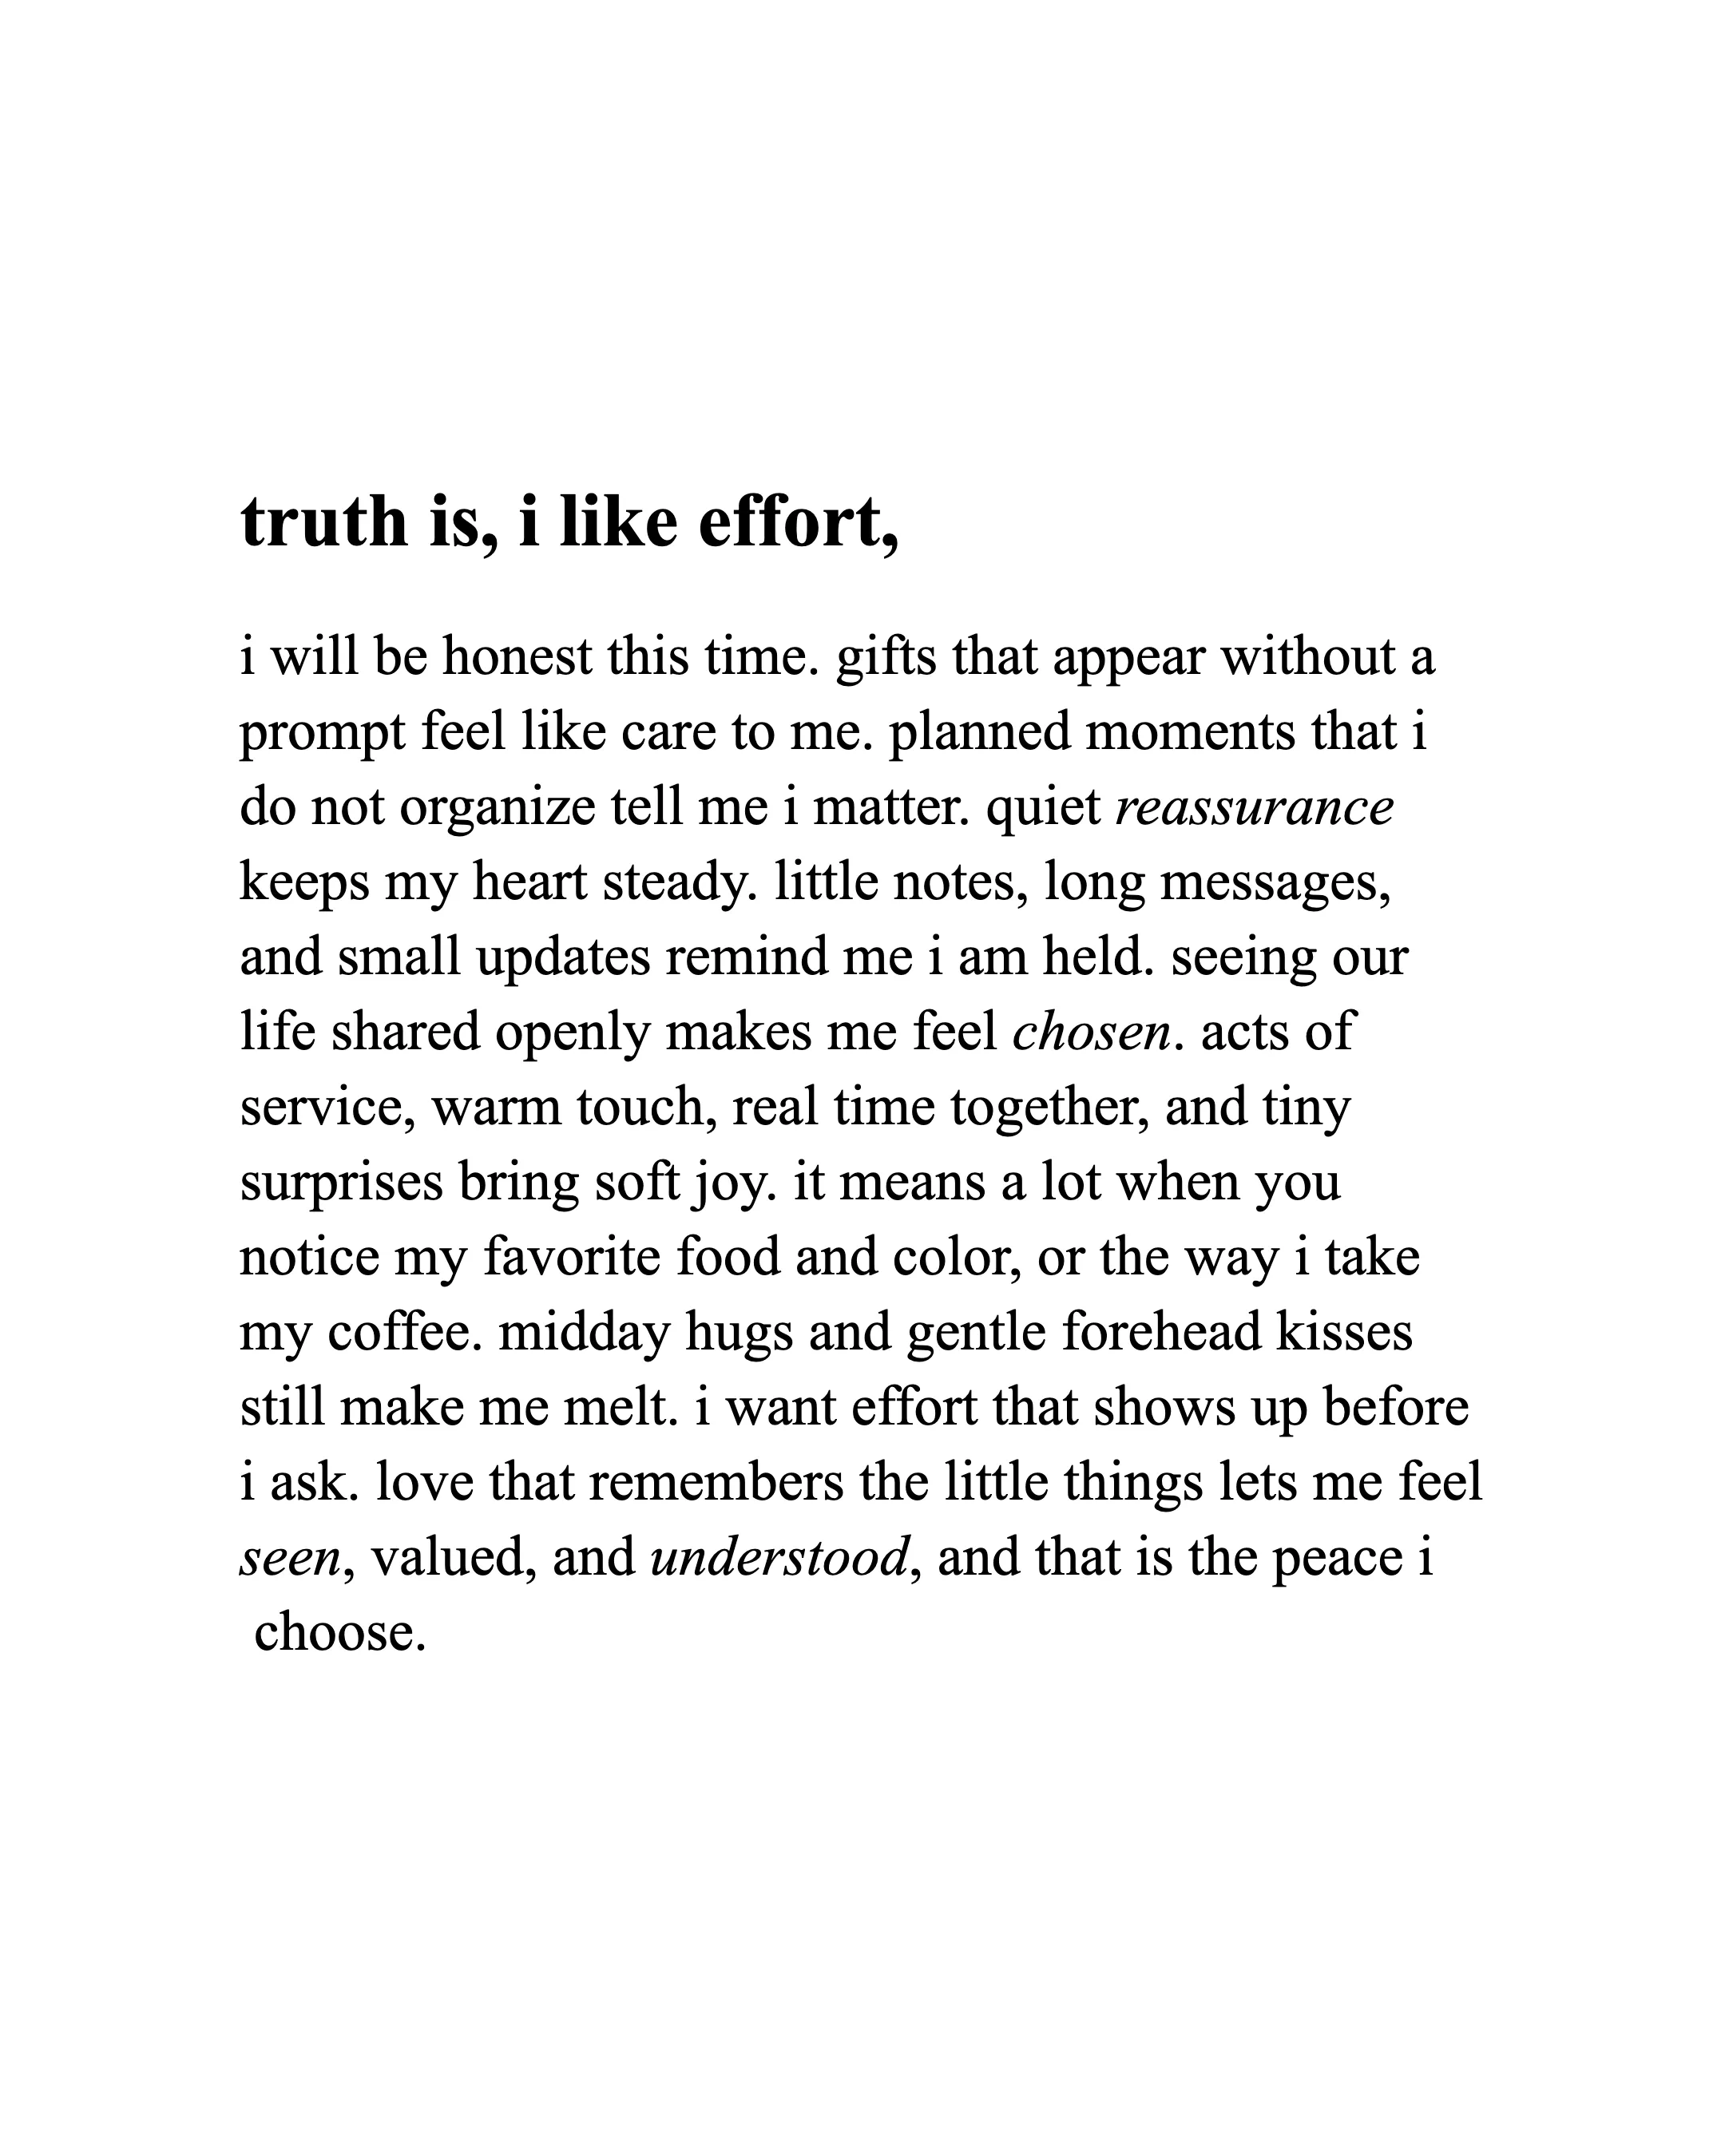 truth is, i like effort,
i will be honest this time. gifts that appear without a
prompt feel like care to me. planned moments that i
do not organize tell me i matter. quiet reassurance
keeps my heart steady. little notes, long messages,
and small updates remind me i am held. seeing our
life shared openly makes me feel chosen. acts of
service, warm touch, real time together, and tiny
surprises bring soft joy. it means a lot when you
notice my favorite food and color, or the way i take
my coffee. midday hugs and gentle forehead kisses
still make me melt. i want effort that shows up before
i ask. love that remembers the little things lets me feel
seen, valued, and understood, and that is the peace i
choose.